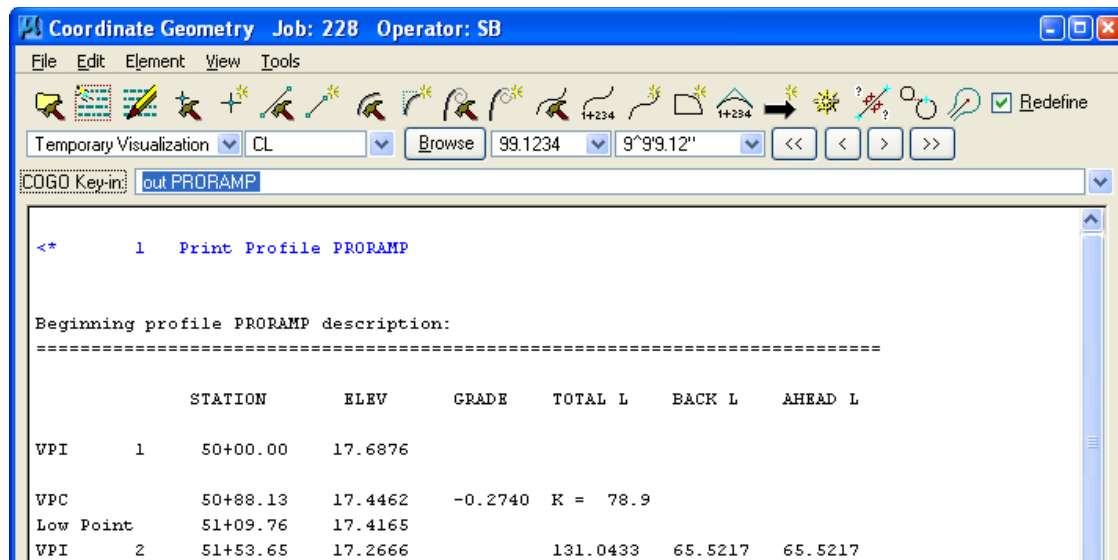 Coordinate Geometry Job: 228 Operator: SB
File Edit Element View Tools
1+234 1+234 Redefine
Temporary Visualization CL Browse 99.1234 9^9'9.12" << < > >>
COGO Key-in: out PRORAMP
<* 1 Print Profile PRORAMP
Beginning profile PRORAMP description:
==============================================================================
STATION ELEV GRADE TOTAL L BACK L AHEAD L
VPI 1 50+00.00 17.6876
VPC 50+88.13 17.4462 -0.2740 K = 78.9
Low Point 51+09.76 17.4165
VPI 2 51+53.65 17.2666 131.0433 65.5217 65.5217